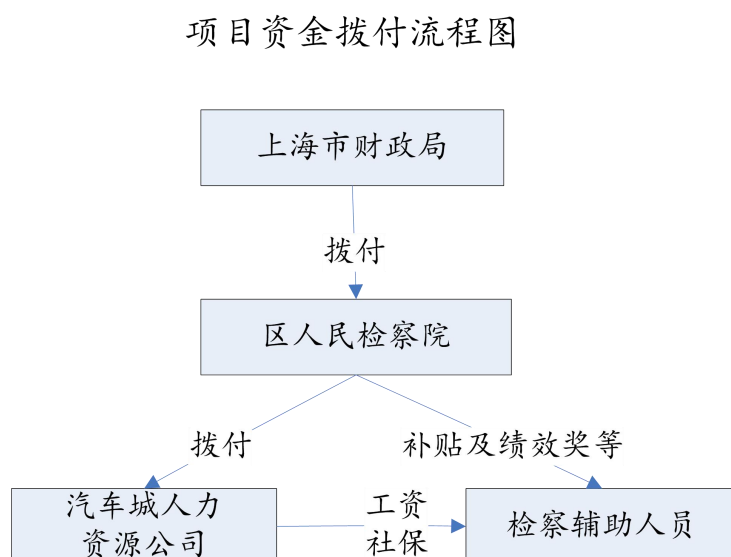 项目资金拨付流程图
上海市财政局
拨付
区人民检察院
拨付
补贴及绩效奖等
汽车城人力
资源公司
工资
社保
检察辅助人员